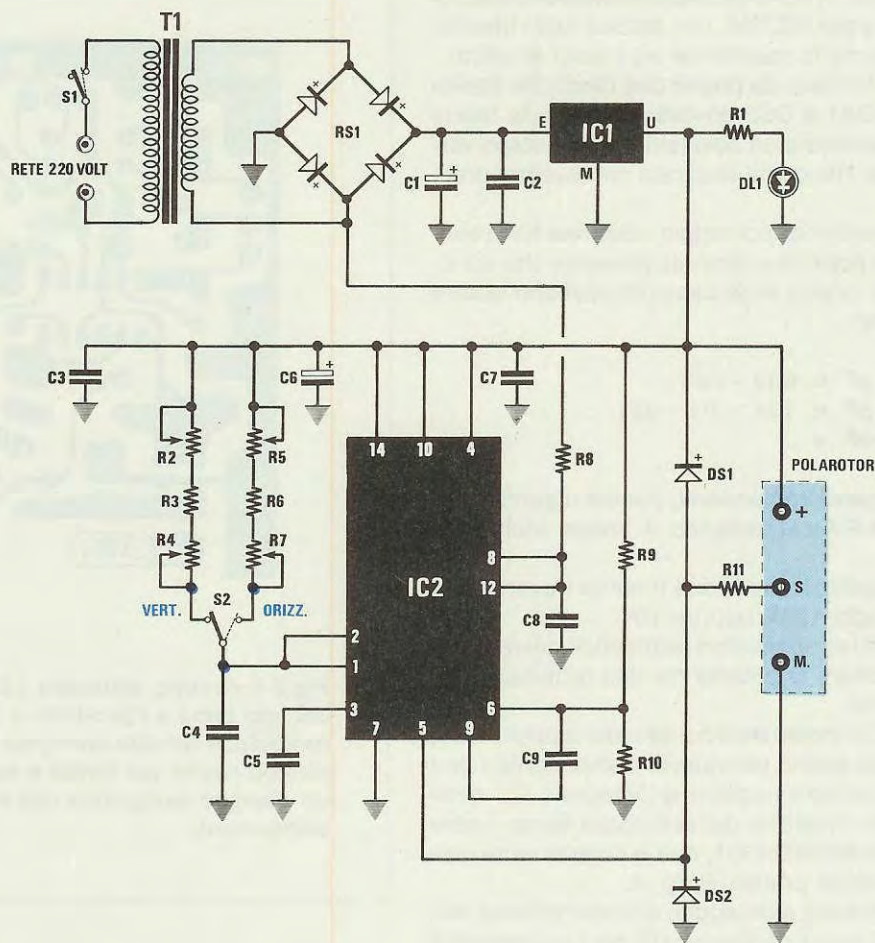 T1
S1
RETE 220 VOLT
RS1
E IC1 U
M
C1
C2
R1
DL1
C3
C6
C7
R2
R5
R3
R6
R4
R7
VERT. S2 ORIZZ.
14 10 4
R8
R9
DS1
POLAROTOR
+
R11 S
M.
8
12
IC2
C8
2
1
3
6
7 5 9
C4
C5
C9
R10
DS2